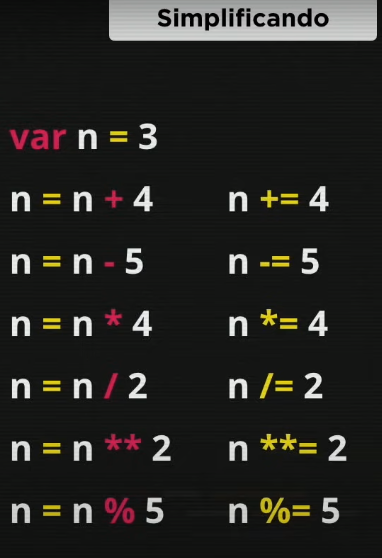 Simplificando
var n = 3
n = n + 4 n += 4
n = n - 5 n -= 5
n = n * 4 n *= 4
n = n / 2 n /= 2
n = n ** 2 n **= 2
n = n % 5 n %= 5